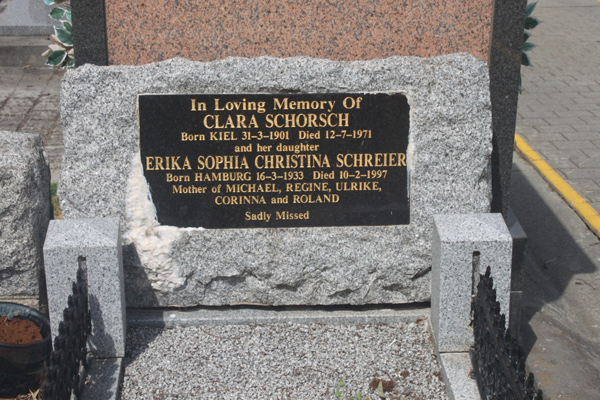 In Loving Memory Of
CLARA SCHORSCH
Born KIEL 31-3-1901 Died 12-7-1971
and her daughter
ERIKA SOPHIA CHRISTINA SCHREIER
Born HAMBURG 16-3-1933 Died 10-2-1997
Mother of MICHAEL, REGINE, ULRIKE,
CORINNA and ROLAND
Sadly Missed